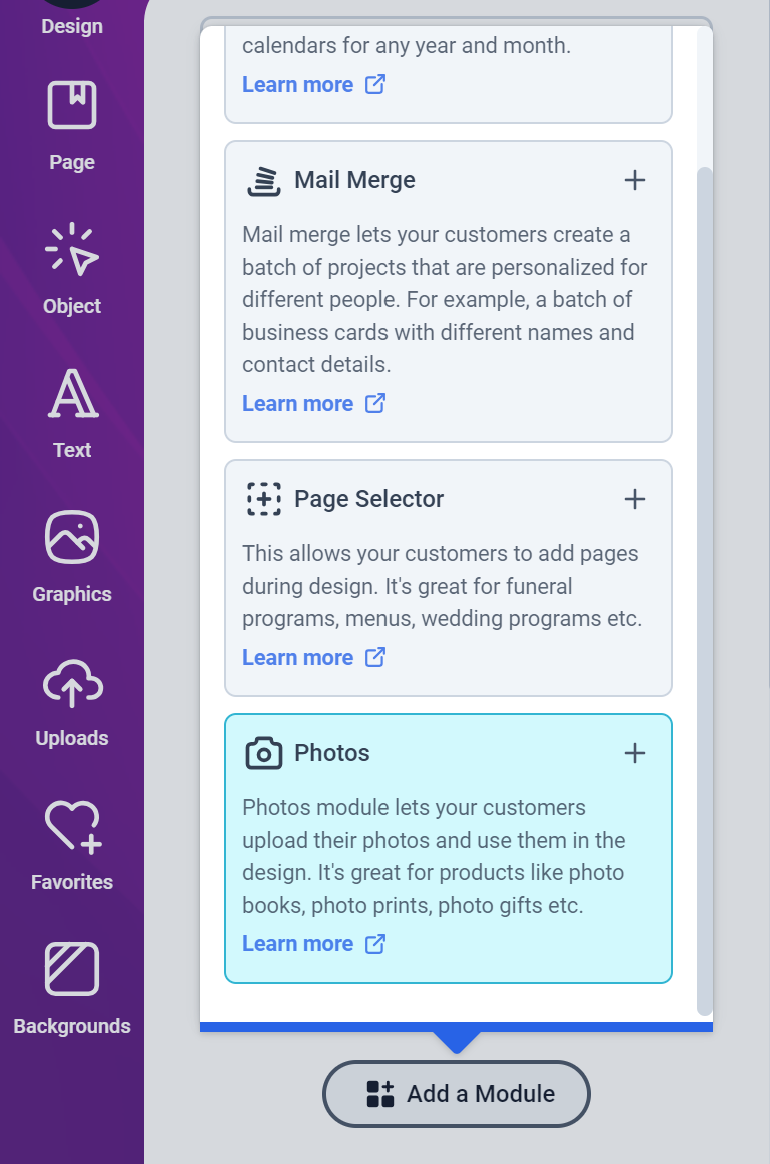 Design
Page
Object
Text
Graphics
Uploads
Favorites
Backgrounds
calendars for any year and month.
Learn more
Mail Merge
Mail merge lets your customers create a
batch of projects that are personalized for
different people. For example, a batch of
business cards with different names and
contact details.
Learn more
Page Selector
This allows your customers to add pages
during design. It's great for funeral
programs, menus, wedding programs etc.
Learn more
Photos
Photos module lets your customers
upload their photos and use them in the
design. It's great for products like photo
books, photo prints, photo gifts etc.
Learn more
Add a Module